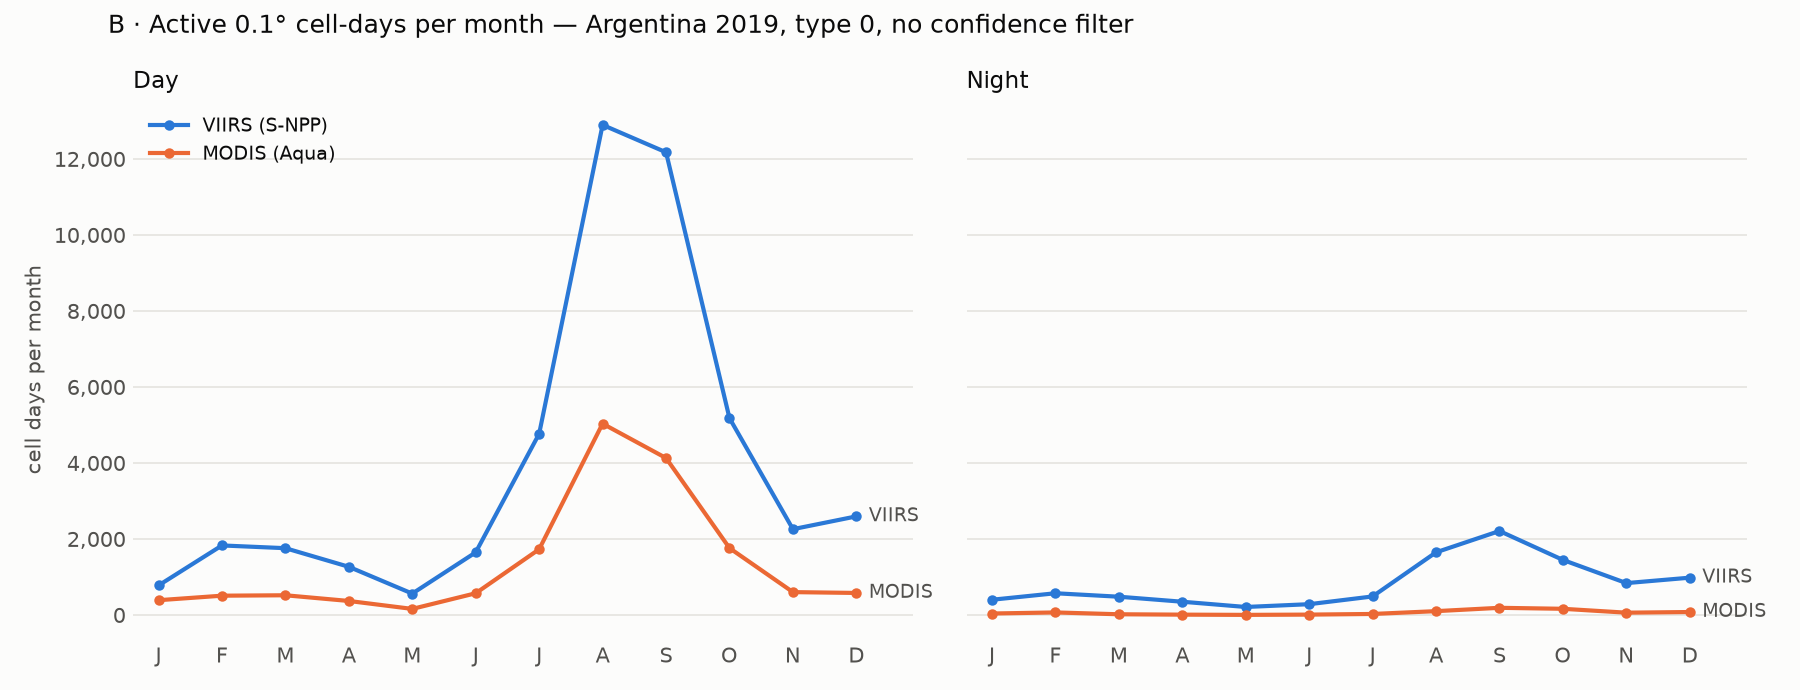 B · Active 0.1° cell-days per month — Argentina 2019, type 0, no confidence filter
Day
VIIRS (S-NPP)
MODIS (Aqua)
cell days per month
12,000
10,000
8,000
6,000
4,000
2,000
0
VIIRS
MODIS
J F M A M J J A S O N D
Night
VIIRS
MODIS
J F M A M J J A S O N D